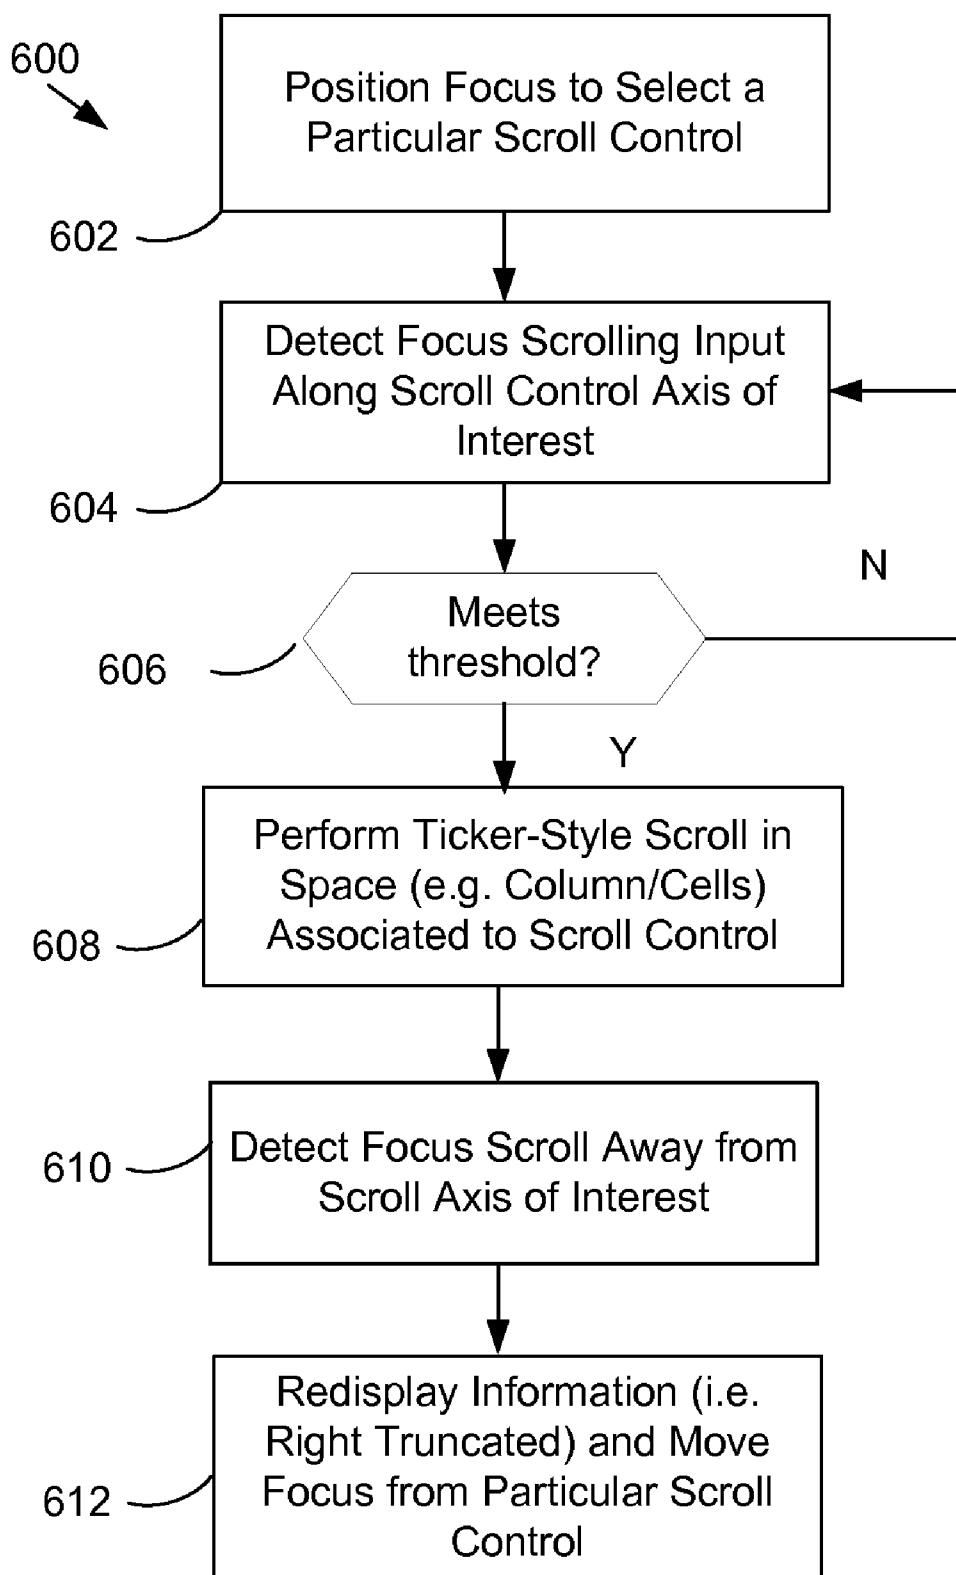 600
Position Focus to Select a
Particular Scroll Control
602
Detect Focus Scrolling Input
Along Scroll Control Axis of
Interest
604
N
Meets
threshold?
606
Y
Perform Ticker-Style Scroll in
Space (e.g. Column/Cells)
Associated to Scroll Control
608
Detect Focus Scroll Away from
Scroll Axis of Interest
610
Redisplay Information (i.e.
Right Truncated) and Move
Focus from Particular Scroll
Control
612